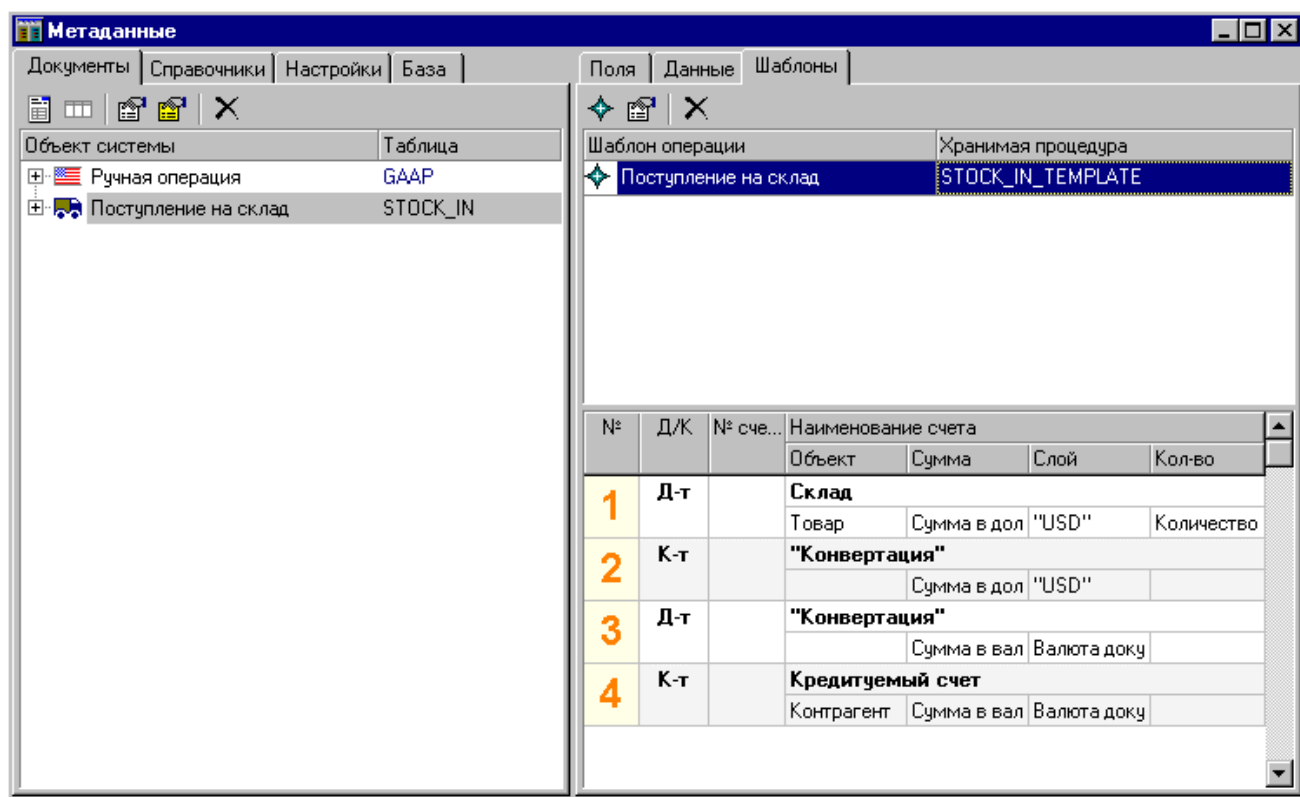 Метаданные
Документы Справочники Настройки База
Поля Данные Шаблоны
Объект системы Таблица
Ручная операция GAAP
Поступление на склад STOCK_IN
Шаблон операции Хранимая процедура
Поступление на склад STOCK_IN_TEMPLATE
№ Д/К № сче... Наименование счета
Объект Сумма Слой Кол-во
1 Д-т Склад
Товар Сумма в дол "USD" Количество
2 К-т "Конвертация"
Сумма в дол "USD"
3 Д-т "Конвертация"
Сумма в вал Валюта доку
4 К-т Кредитуемый счет
Контрагент Сумма в вал Валюта доку